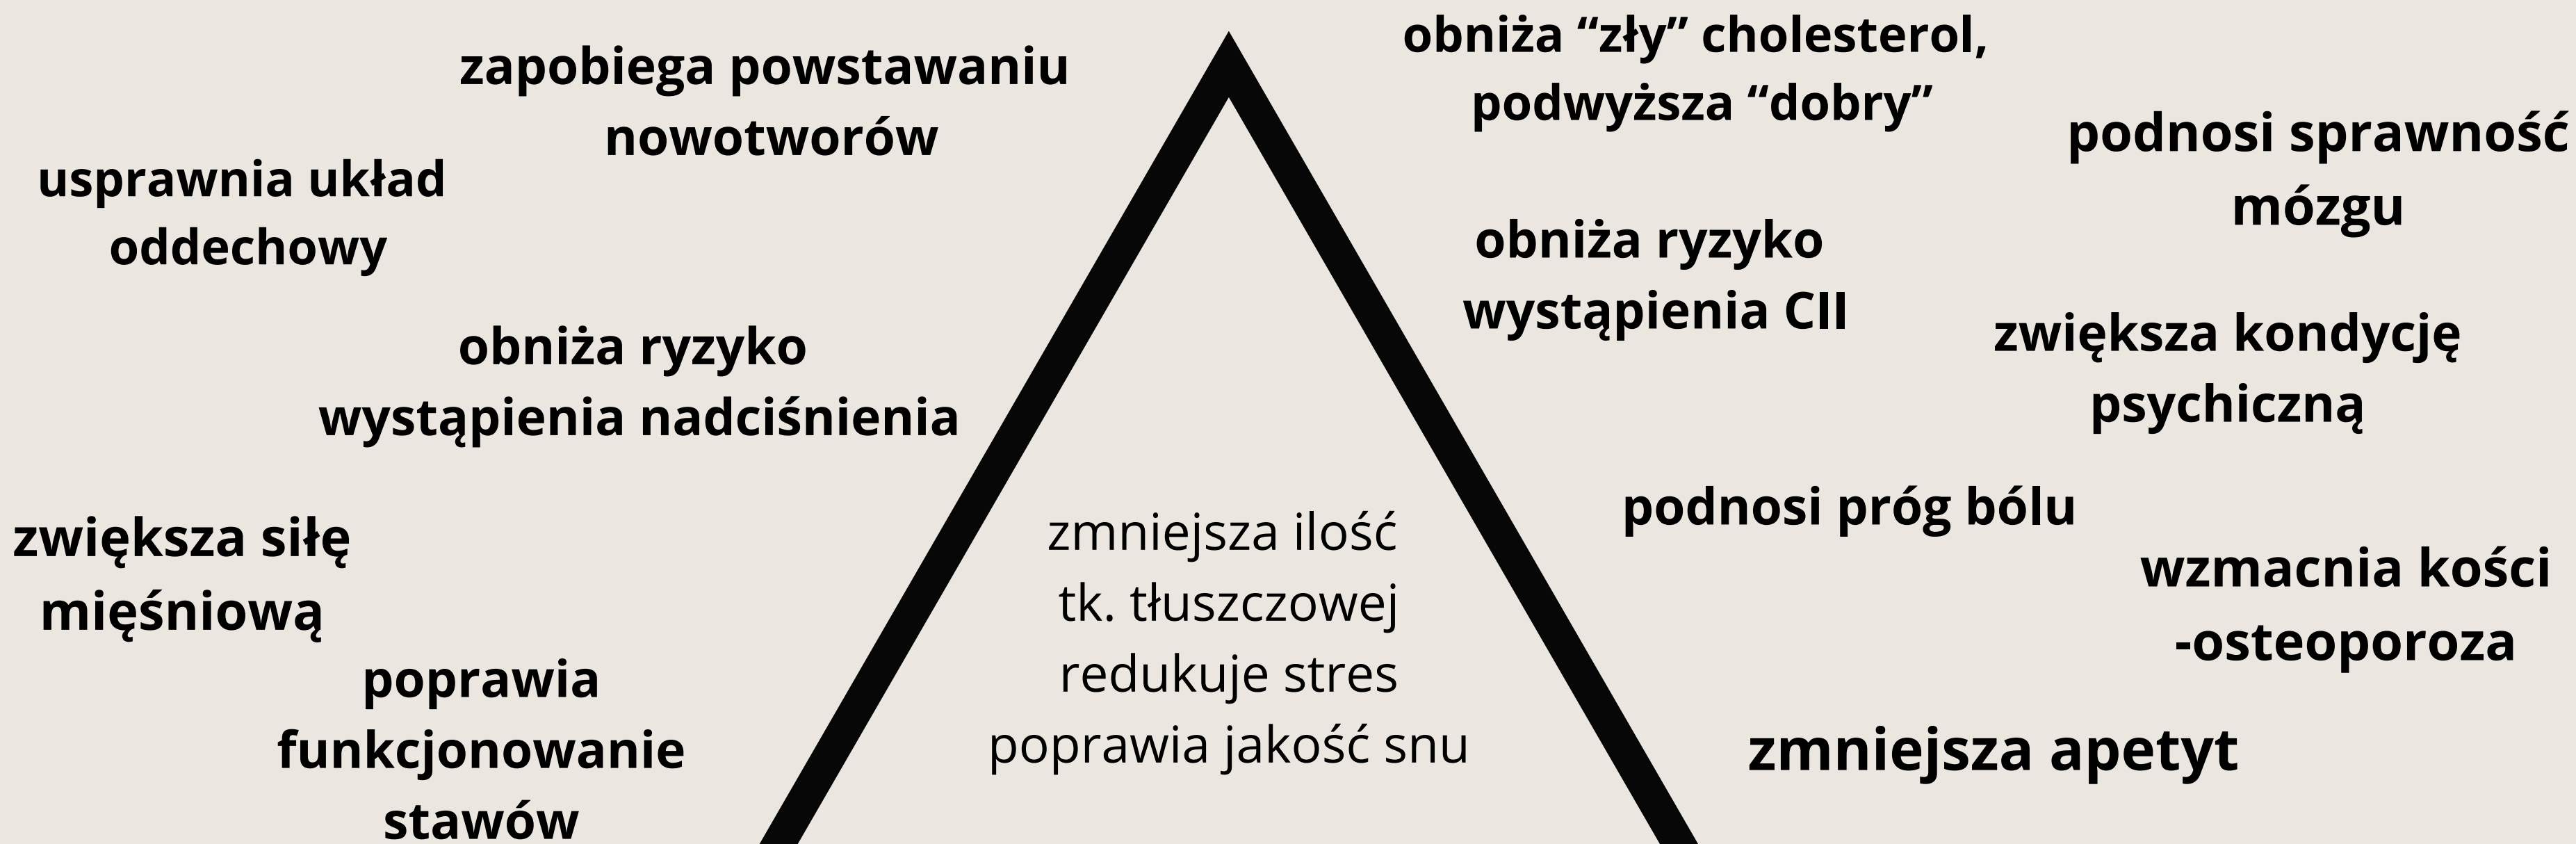 zapobiega powstawaniu
nowotworów
usprawnia układ
oddechowy
obniża ryzyko
wystąpienia nadciśnienia
zwiększa siłę
mięśniową
poprawia
funkcjonowanie
stawów
zmniejsza ilość
tk. tłuszczowej
redukuje stres
poprawia jakość snu
obniża “zły” cholesterol,
podwyższa “dobry”
podnosi sprawność
mózgu
obniża ryzyko
wystąpienia CII
zwiększa kondycję
psychiczną
podnosi próg bólu
wzmacnia kości
-osteoporoza
zmniejsza apetyt